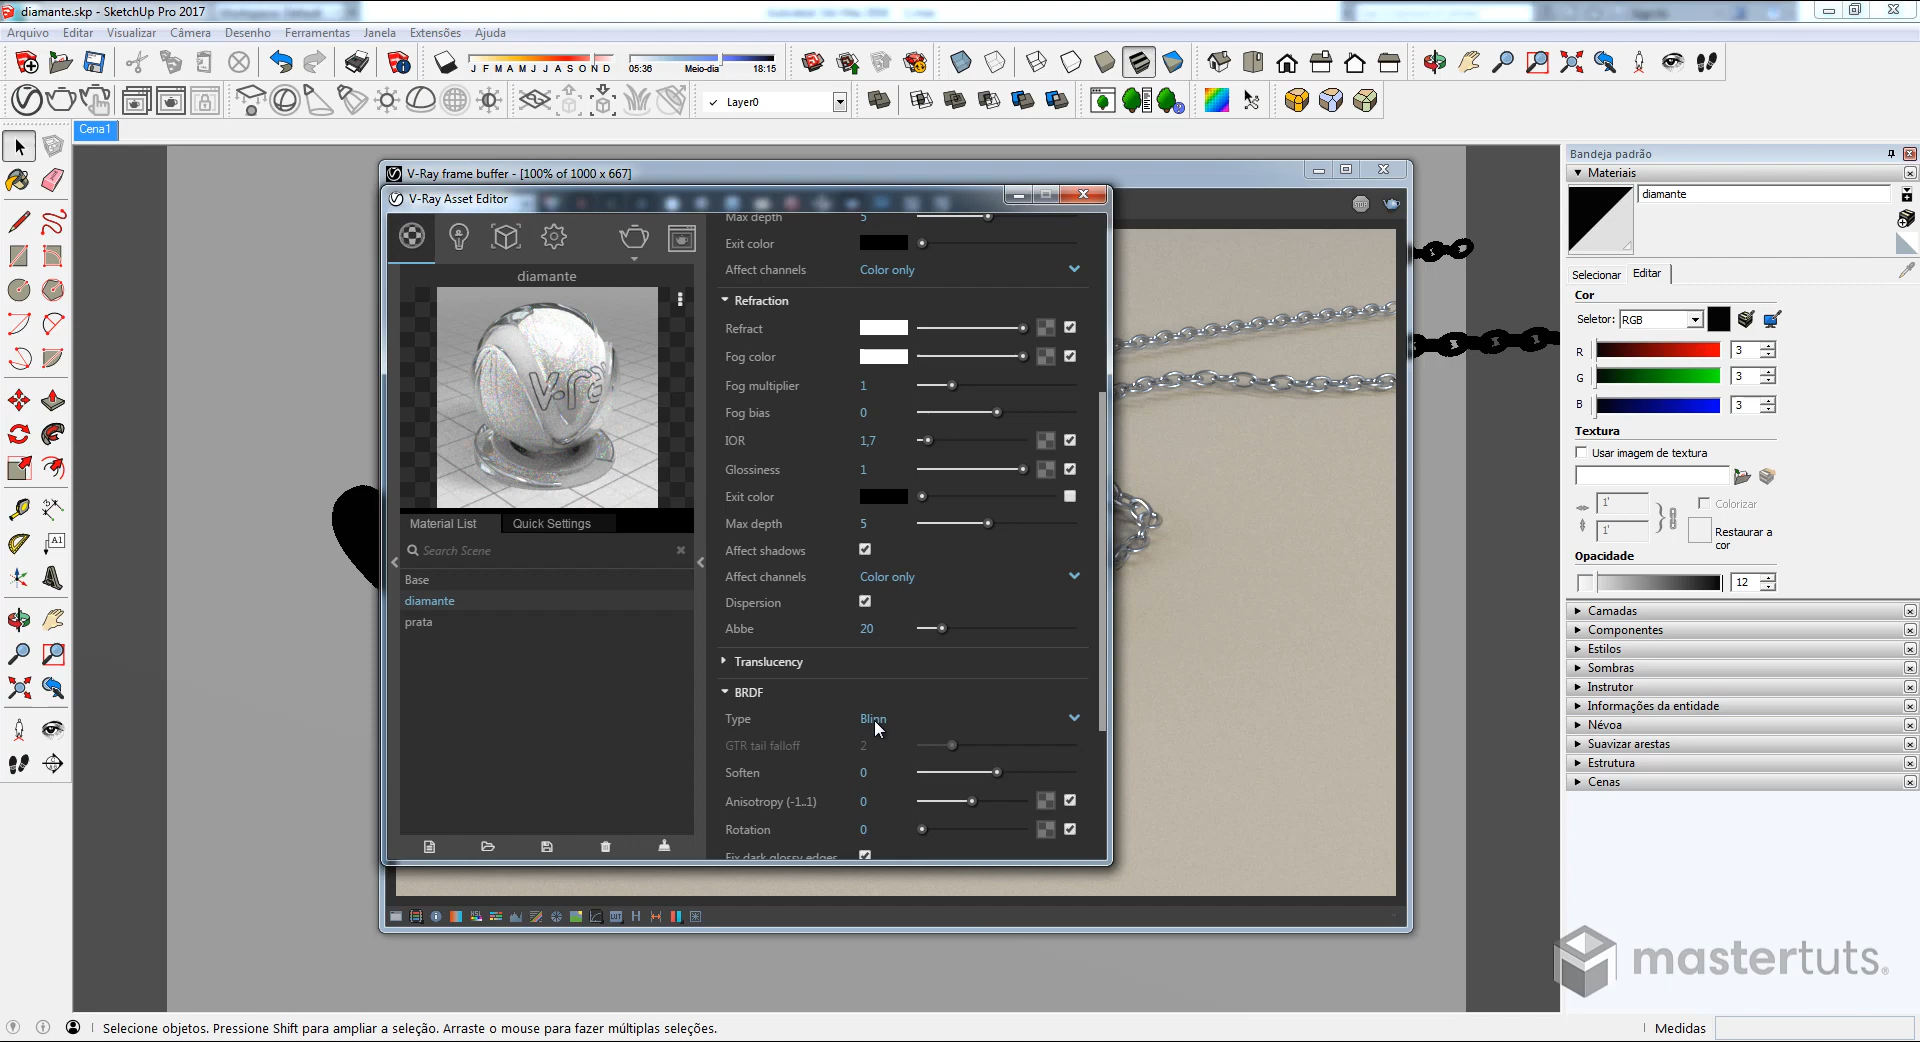 diamante.skp - SketchUp Pro 2017
Arquivo Editar Visualizar Câmera Desenho Ferramentas Janela Extensões Ajuda
J F M A M J J A S O N D
05:36 Meio-dia 18:15
Layer0
Cena1
V-Ray frame buffer - [100% of 1000 x 667]
V-Ray Asset Editor
diamante
v-ra
Material List Quick Settings
Search Scene
Base
diamante
prata
Max depth 5
Exit color
Affect channels Color only
Refraction
Refract
Fog color
Fog multiplier 1
Fog bias 0
IOR 1,7
Glossiness 1
Exit color
Max depth 5
Affect shadows
Affect channels Color only
Dispersion
Abbe 20
Translucency
BRDF
Type Blinn
GTR tail falloff 2
Soften 0
Anisotropy (-1..1) 0
Rotation 0
Fix dark glossy edges
Bandeja padrão
Materiais
diamante
Selecionar Editar
Cor
Seletor: RGB
R 3
G 3
B 3
Textura
Usar imagem de textura
1'
Colorizar
1'
Restaurar a
cor
Opacidade
12
Camadas
Componentes
Estilos
Sombras
Instrutor
Informações da entidade
Névoa
Suavizar arestas
Estrutura
Cenas
mastertuts.
Selecione objetos. Pressione Shift para ampliar a seleção. Arraste o mouse para fazer múltiplas seleções.
Medidas